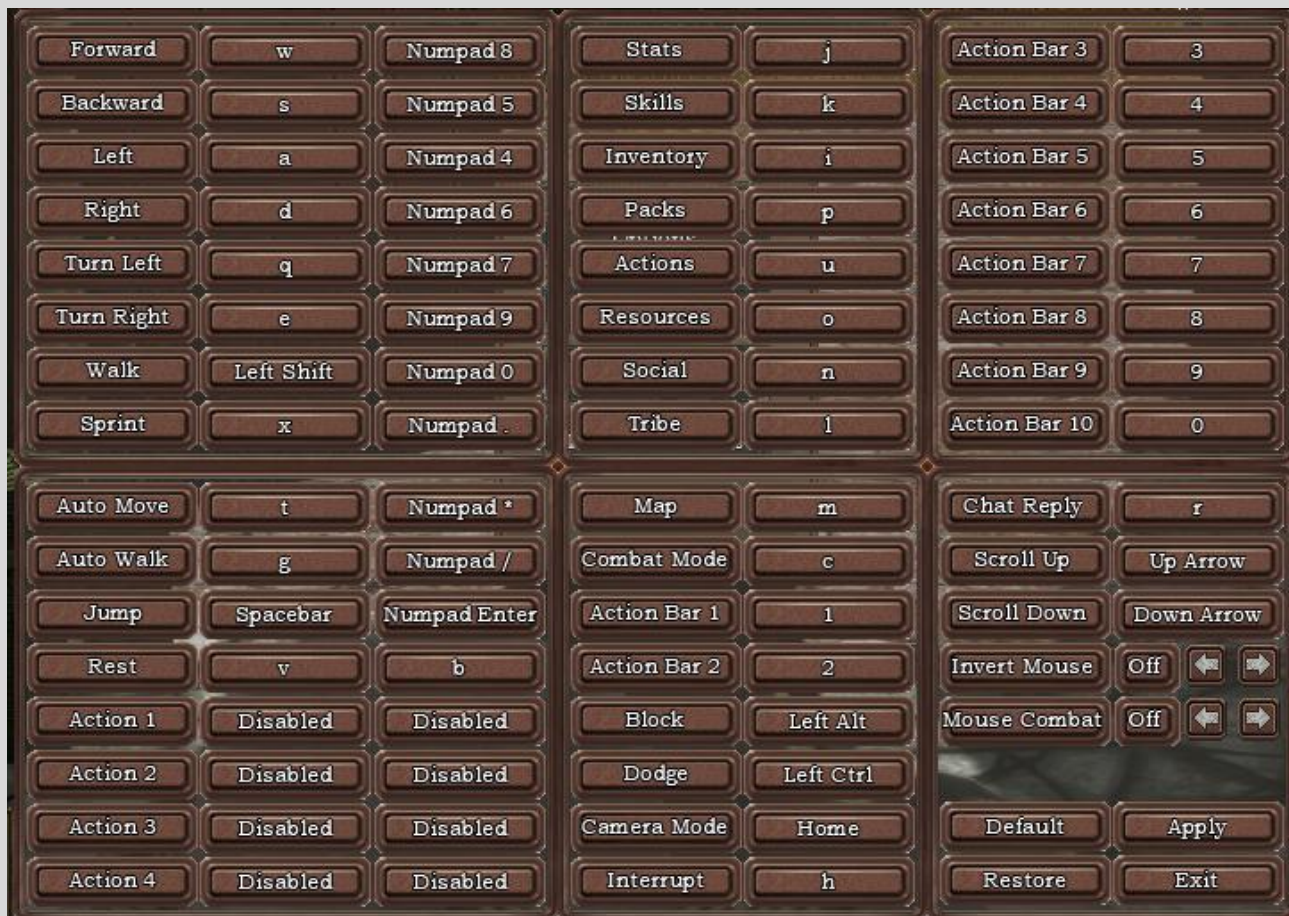 Forward w Numpad 8
Backward s Numpad 5
Left a Numpad 4
Right d Numpad 6
Turn Left q Numpad 7
Turn Right e Numpad 9
Walk Left Shift Numpad 0
Sprint x Numpad .
Stats j
Skills k
Inventory i
Packs p
Actions u
Resources o
Social n
Tribe l
Action Bar 3 3
Action Bar 4 4
Action Bar 5 5
Action Bar 6 6
Action Bar 7 7
Action Bar 8 8
Action Bar 9 9
Action Bar 10 0
Auto Move t Numpad *
Auto Walk g Numpad /
Jump Spacebar Numpad Enter
Rest v b
Action 1 Disabled Disabled
Action 2 Disabled Disabled
Action 3 Disabled Disabled
Action 4 Disabled Disabled
Map m
Combat Mode c
Action Bar 1 1
Action Bar 2 2
Block Left Alt
Dodge Left Ctrl
Camera Mode Home
Interrupt h
Chat Reply r
Scroll Up Up Arrow
Scroll Down Down Arrow
Invert Mouse Off
Mouse Combat Off
Default Apply
Restore Exit